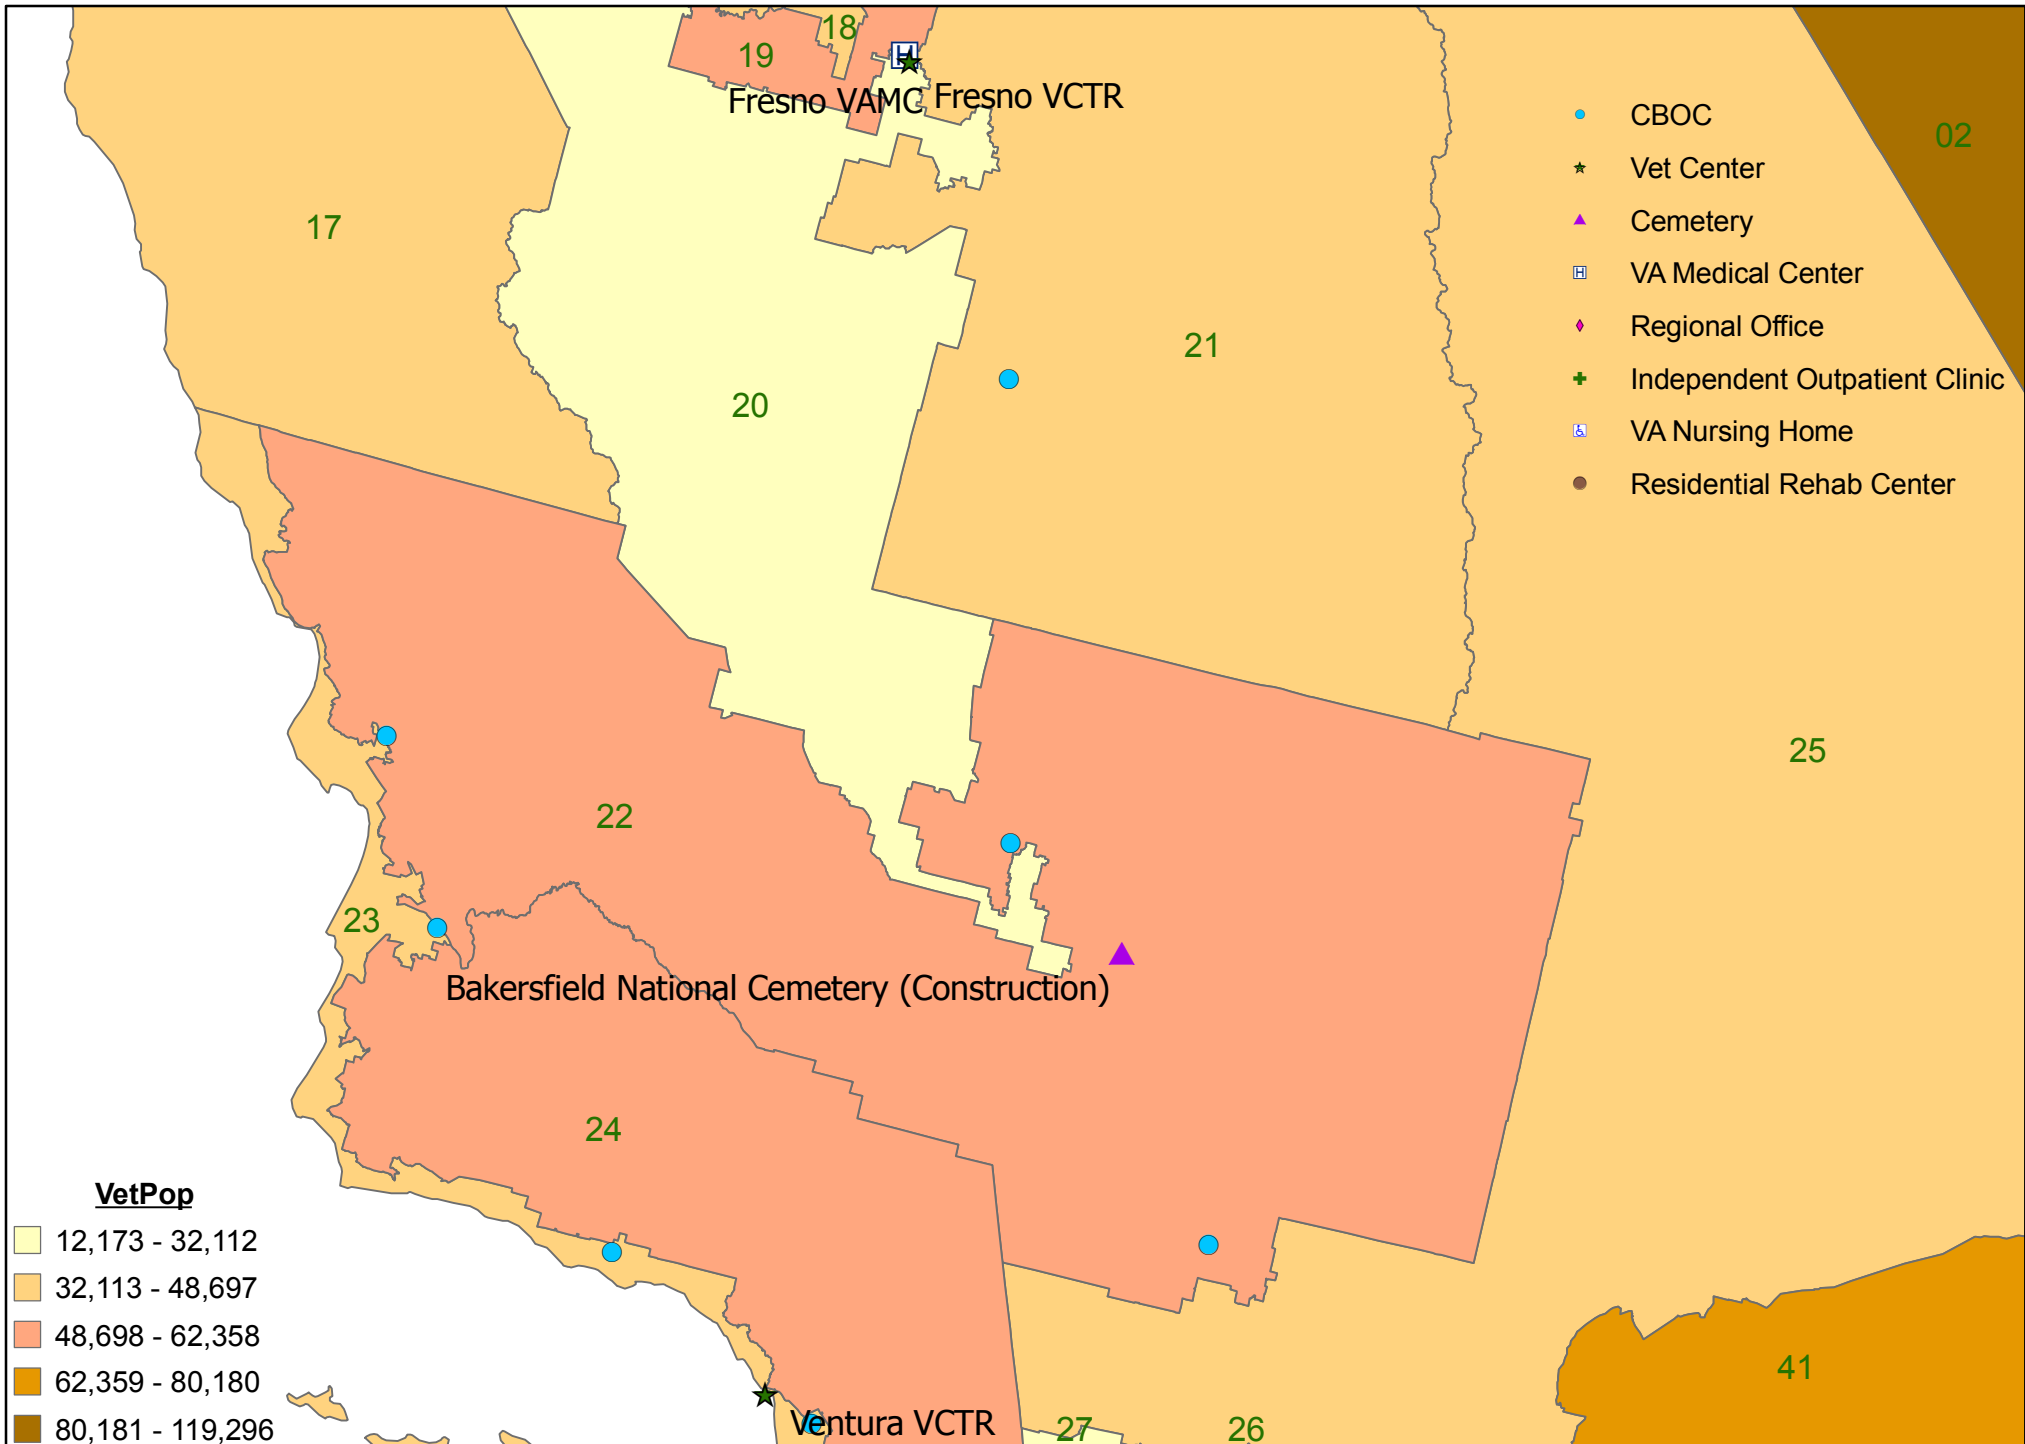 18
19
Fresno VAMC
Fresno VCTR
02
17
21
20
CBOC
Vet Center
Cemetery
H VA Medical Center
Regional Office
Independent Outpatient Clinic
VA Nursing Home
Residential Rehab Center
25
22
23
Bakersfield National Cemetery (Construction)
24
41
Ventura VCTR
27
26
VetPop
12,173 - 32,112
32,113 - 48,697
48,698 - 62,358
62,359 - 80,180
80,181 - 119,296